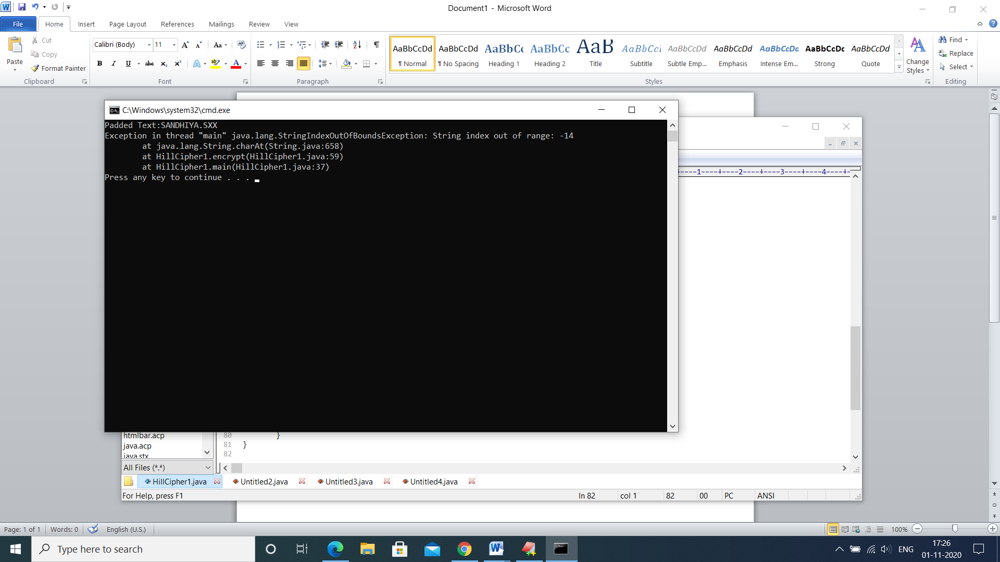 Document1 - Microsoft Word
File Home Insert Page Layout References Mailings Review View
Paste
Cut
Copy
Format Painter
Clipboard
Calibri (Body) 11
Font
Paragraph
AaBbCcDd AaBbCcDd AaBbCc AaBbCc AaB AaBbCcI AaBbCcDd AaBbCcDd AaBbCcDd AaBbCcDc AaBbCcDd
¶ Normal ¶ No Spacing Heading 1 Heading 2 Title Subtitle Subtle Emp... Emphasis Intense Em... Strong Quote
Change Styles
Styles
Find
Replace
Select
Editing
C:\Windows\system32\cmd.exe
Padded Text:SANDHIYA.SXX
Exception in thread "main" java.lang.StringIndexOutOfBoundsException: String index out of range: -14
at java.lang.String.charAt(String.java:658)
at HillCipher1.encrypt(HillCipher1.java:59)
at HillCipher1.main(HillCipher1.java:37)
Press any key to continue . . .
----1----+----2----+----3----+----4----+-
htmlbar.acp
java.acp
java.stx
All Files (*.*)
80 }
81 }
82
HillCipher1.java Untitled2.java Untitled3.java Untitled4.java
For Help, press F1 ln 82 col 1 82 00 PC ANSI
Page: 1 of 1 Words: 0 English (U.S.) 100%
Type here to search
ENG
17:26
01-11-2020